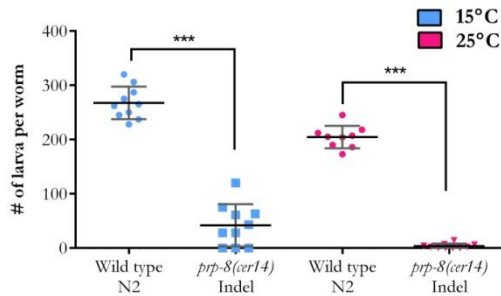 15°C
25°C
# of larva per worm
400
300
200
100
0
***
***
Wild type
N2
prp-8(cer14)
Indel
Wild type
N2
prp-8(cer14)
Indel